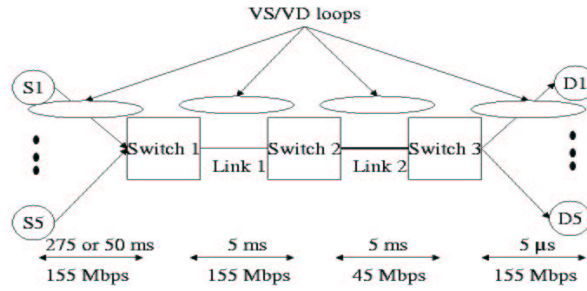 VS/VD loops
S1
D1
Switch 1
Switch 2
Switch 3
Link 1
Link 2
S5
D5
275 or 50 ms
5 ms
5 ms
5 μs
155 Mbps
155 Mbps
45 Mbps
155 Mbps